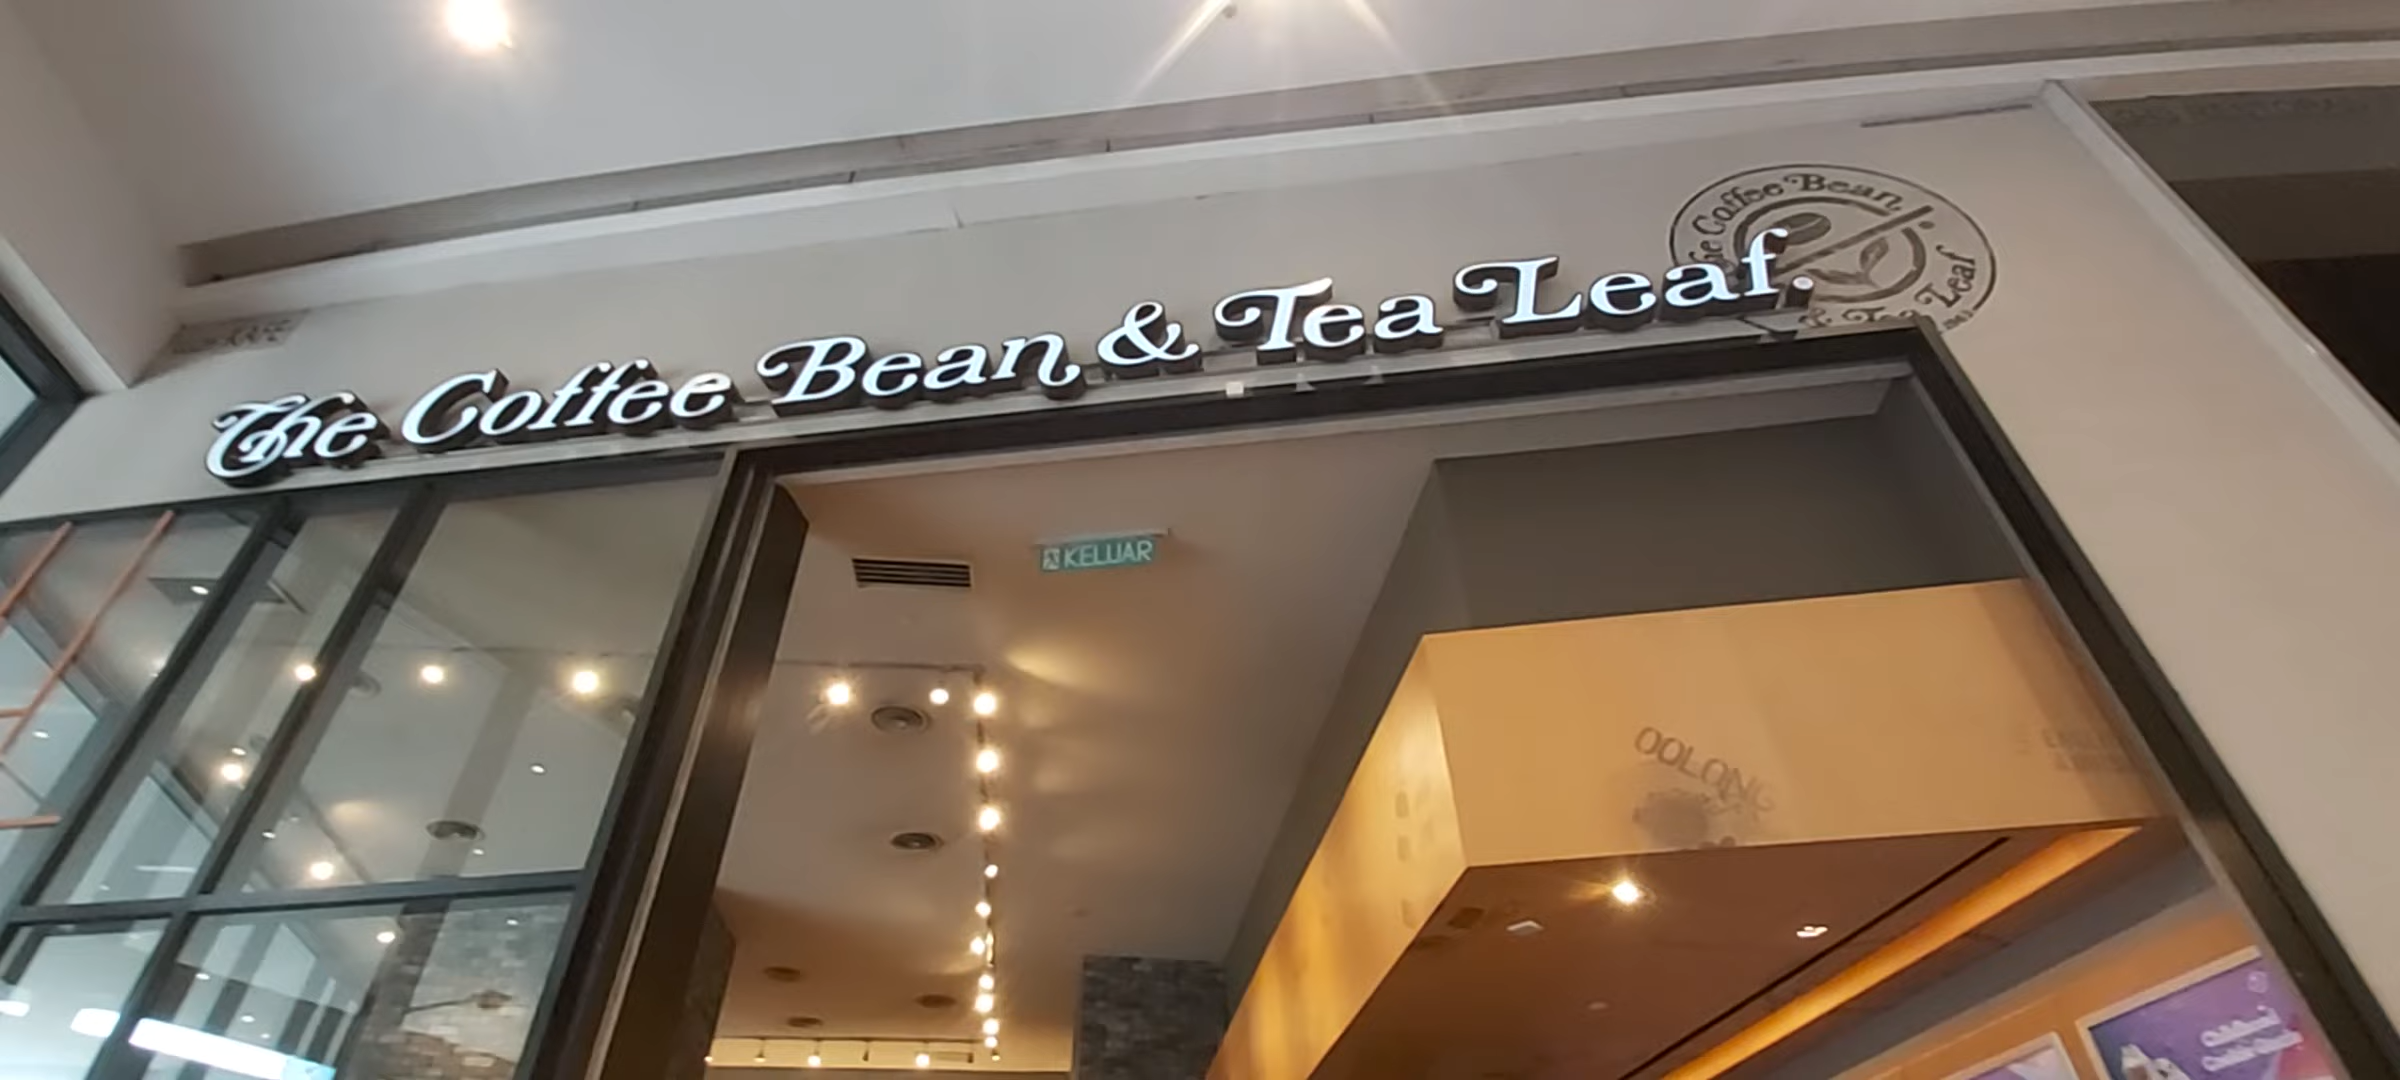 The Coffee Bean & Tea Leaf.
The Coffee Bean
& Tea Leaf
KELUAR
OOLONG